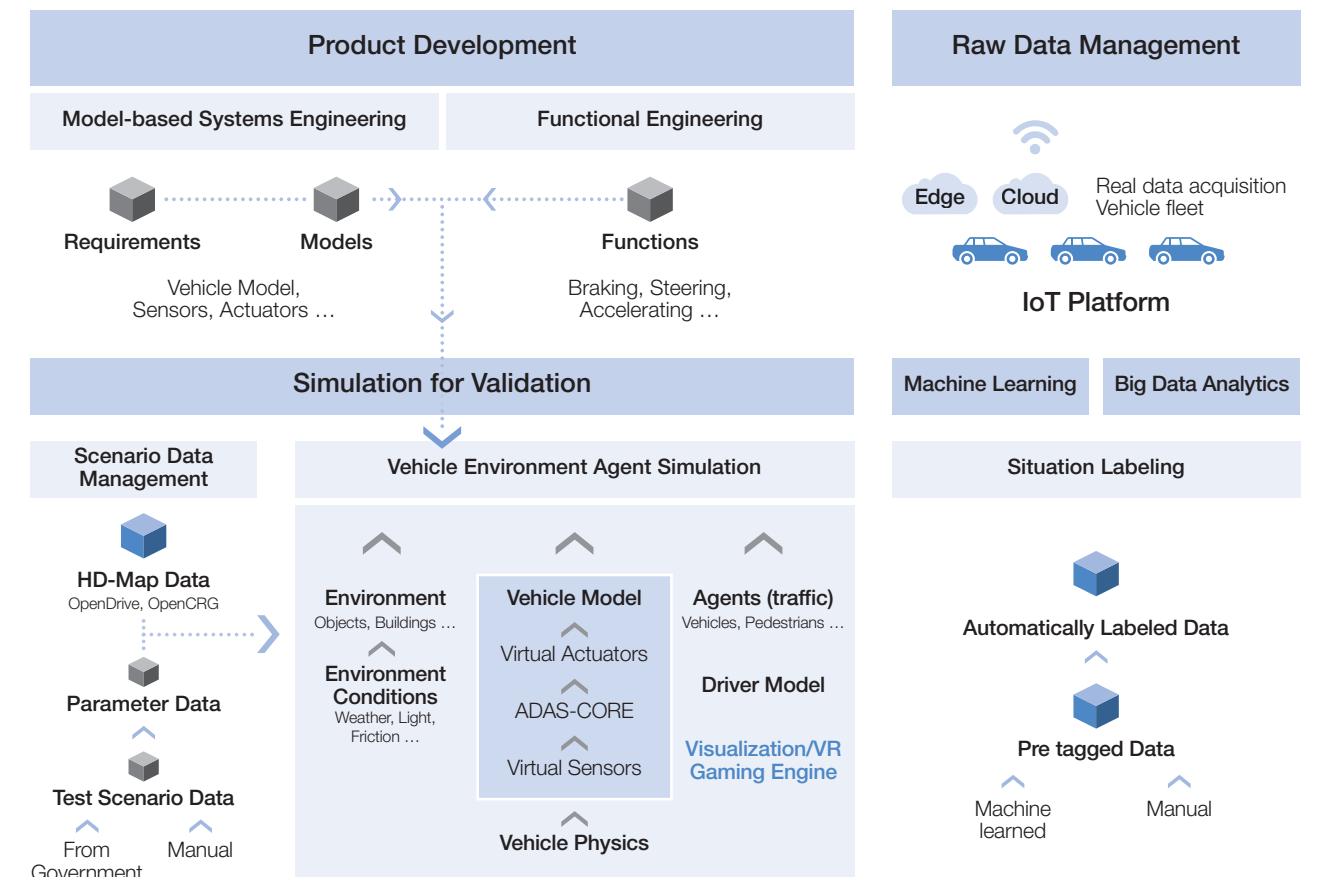 Product Development
Model-based Systems Engineering
Functional Engineering
Requirements
Models
Functions
Vehicle Model,
Sensors, Actuators …
Braking, Steering,
Accelerating …
Simulation for Validation
Scenario Data
Management
HD-Map Data
OpenDrive, OpenCRG
Parameter Data
Test Scenario Data
From
Government
Manual
Vehicle Environment Agent Simulation
Environment
Objects, Buildings …
Environment
Conditions
Weather, Light,
Friction …
Vehicle Model
Virtual Actuators
ADAS-CORE
Virtual Sensors
Vehicle Physics
Agents (traffic)
Vehicles, Pedestrians …
Driver Model
Visualization/VR
Gaming Engine
Raw Data Management
Edge
Cloud
Real data acquisition
Vehicle fleet
IoT Platform
Machine Learning
Big Data Analytics
Situation Labeling
Automatically Labeled Data
Pre tagged Data
Machine
learned
Manual